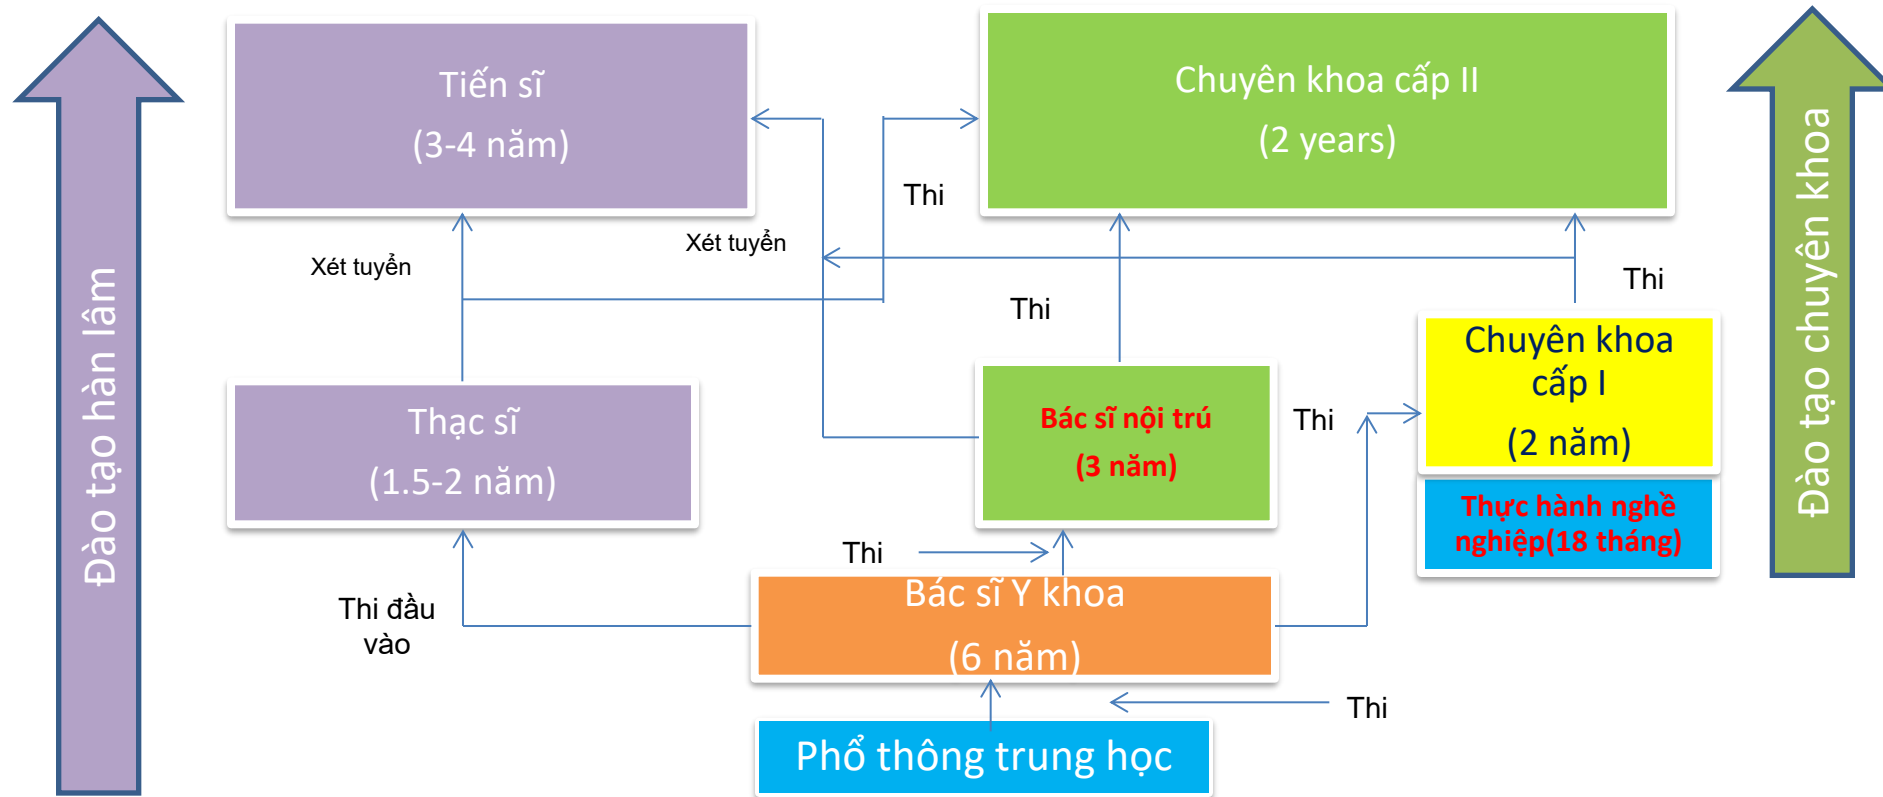 Tiến sĩ
(3-4 năm)
Chuyên khoa cấp II
(2 years)
Thi
Xét tuyển
Xét tuyển
Thi
Thi
Đào tạo hàn lâm
Đào tạo chuyên khoa
Thạc sĩ
(1.5-2 năm)
Bác sĩ nội trú
(3 năm)
Thi
Chuyên khoa
cấp I
(2 năm)
Thực hành nghề
nghiệp(18 tháng)
Thi
Thi đầu
vào
Bác sĩ Y khoa
(6 năm)
Thi
Phổ thông trung học